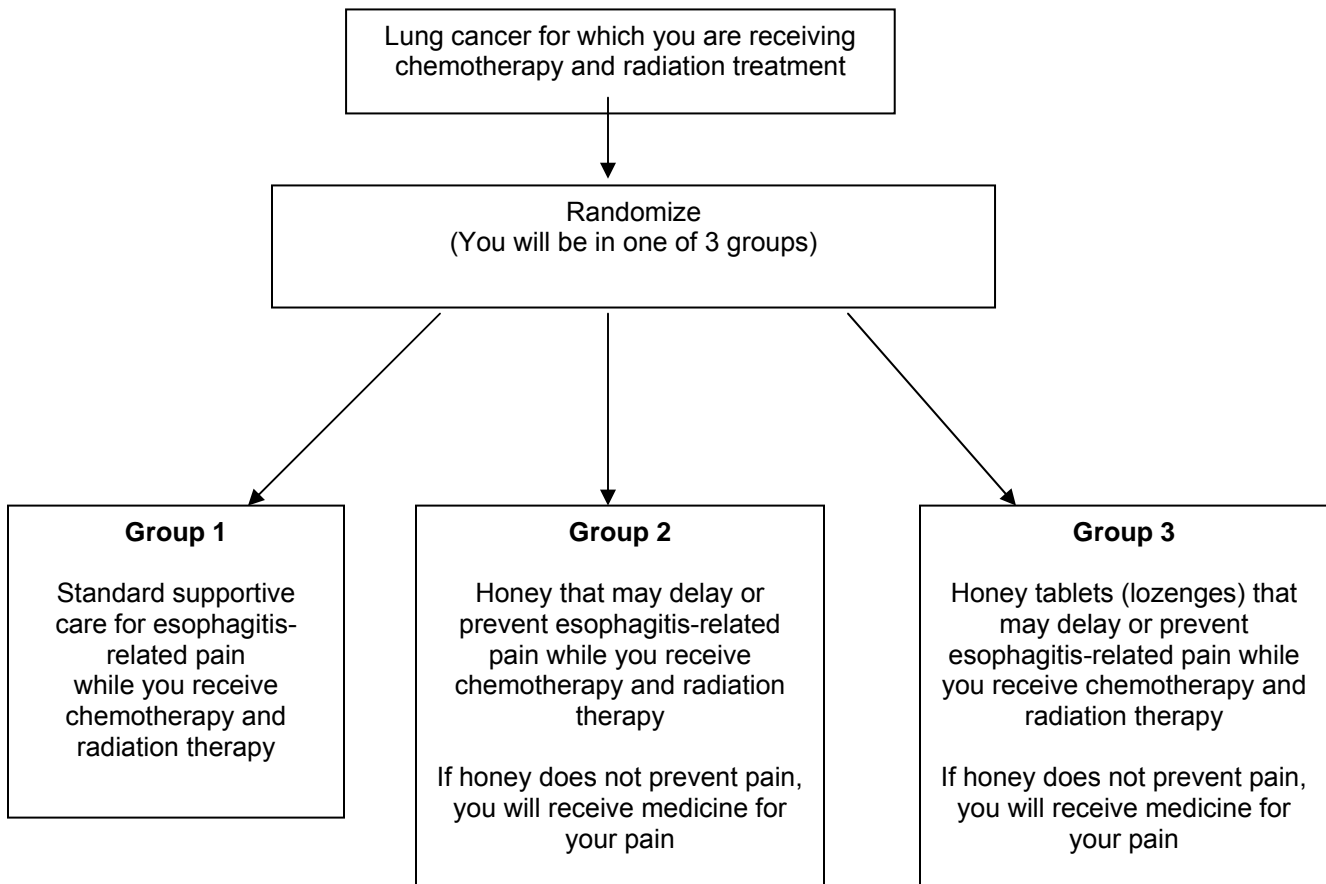 Lung cancer for which you are receiving
chemotherapy and radiation treatment
Randomize
(You will be in one of 3 groups)
Group 1
Standard supportive
care for esophagitis-
related pain
while you receive
chemotherapy and
radiation therapy
Group 2
Honey that may delay or
prevent esophagitis-related
pain while you receive
chemotherapy and radiation
therapy
If honey does not prevent pain,
you will receive medicine for
your pain
Group 3
Honey tablets (lozenges) that
may delay or prevent
esophagitis-related pain while
you receive chemotherapy and
radiation therapy
If honey does not prevent pain,
you will receive medicine for
your pain